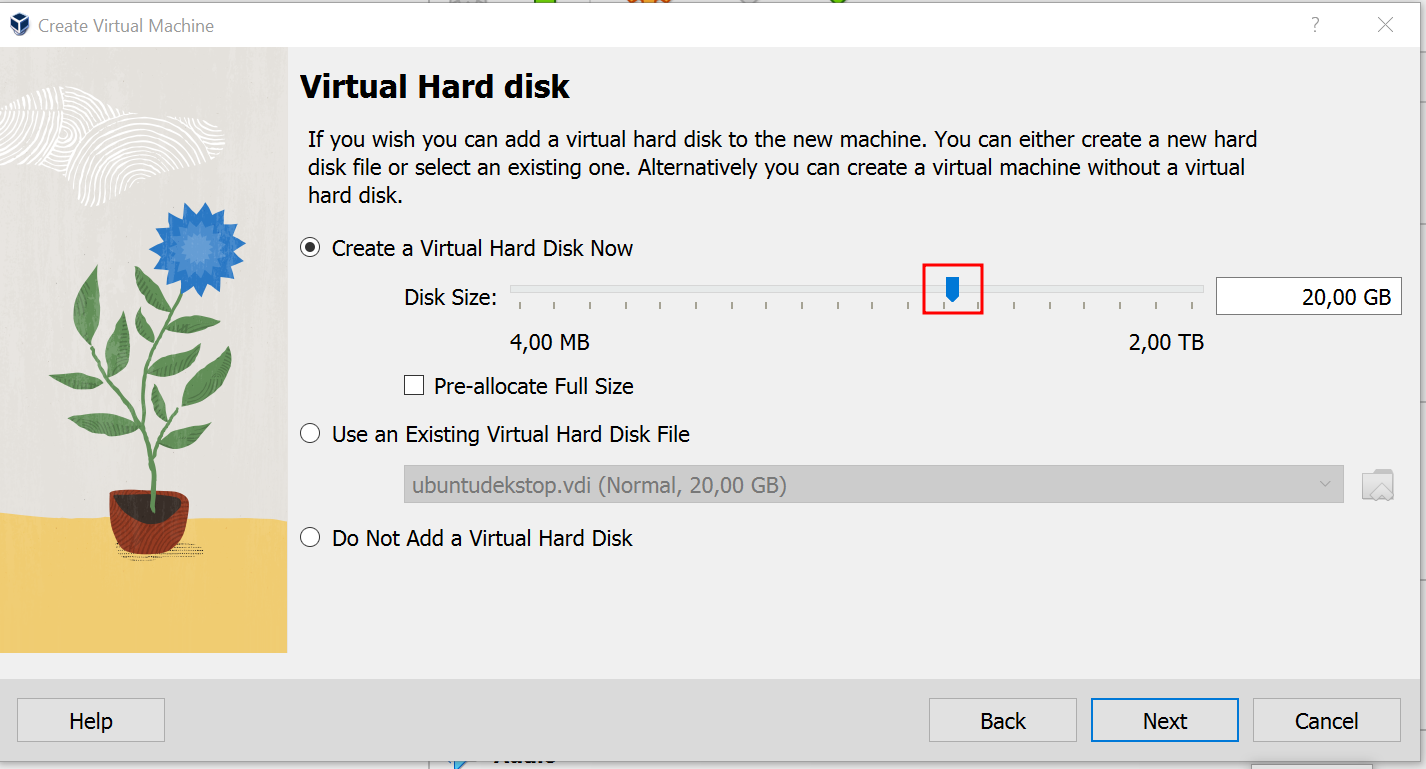 Create Virtual Machine
?
Virtual Hard disk
If you wish you can add a virtual hard disk to the new machine. You can either create a new hard
disk file or select an existing one. Alternatively you can create a virtual machine without a virtual
hard disk.
Create a Virtual Hard Disk Now
Disk Size:
20,00 GB
4,00 MB
2,00 TB
Pre-allocate Full Size
Use an Existing Virtual Hard Disk File
ubuntudekstop.vdi (Normal, 20,00 GB)
Do Not Add a Virtual Hard Disk
Help
Back
Next
Cancel
Audio